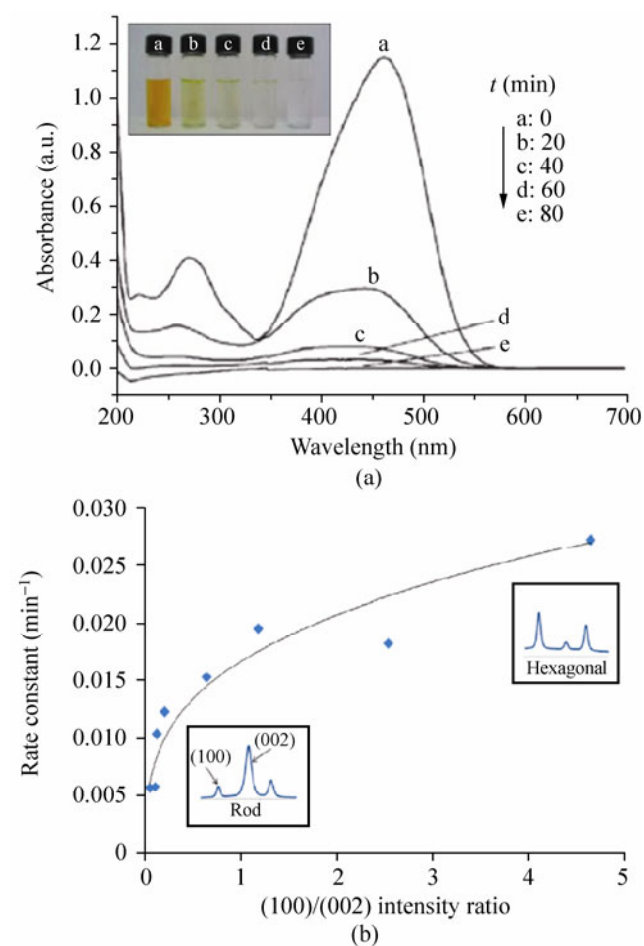 a b c d e
a
t (min)
a: 0
b: 20
c: 40
d: 60
e: 80
b
c
d
e
1.2
1.0
0.8
0.6
0.4
0.2
0.0
Absorbance (a.u.)
200 300 400 500 600 700
Wavelength (nm)
(a)
0.030
0.025
0.020
0.015
0.010
0.005
0
Rate constant (min⁻¹)
Hexagonal
(100)
(002)
Rod
0 1 2 3 4 5
(100)/(002) intensity ratio
(b)